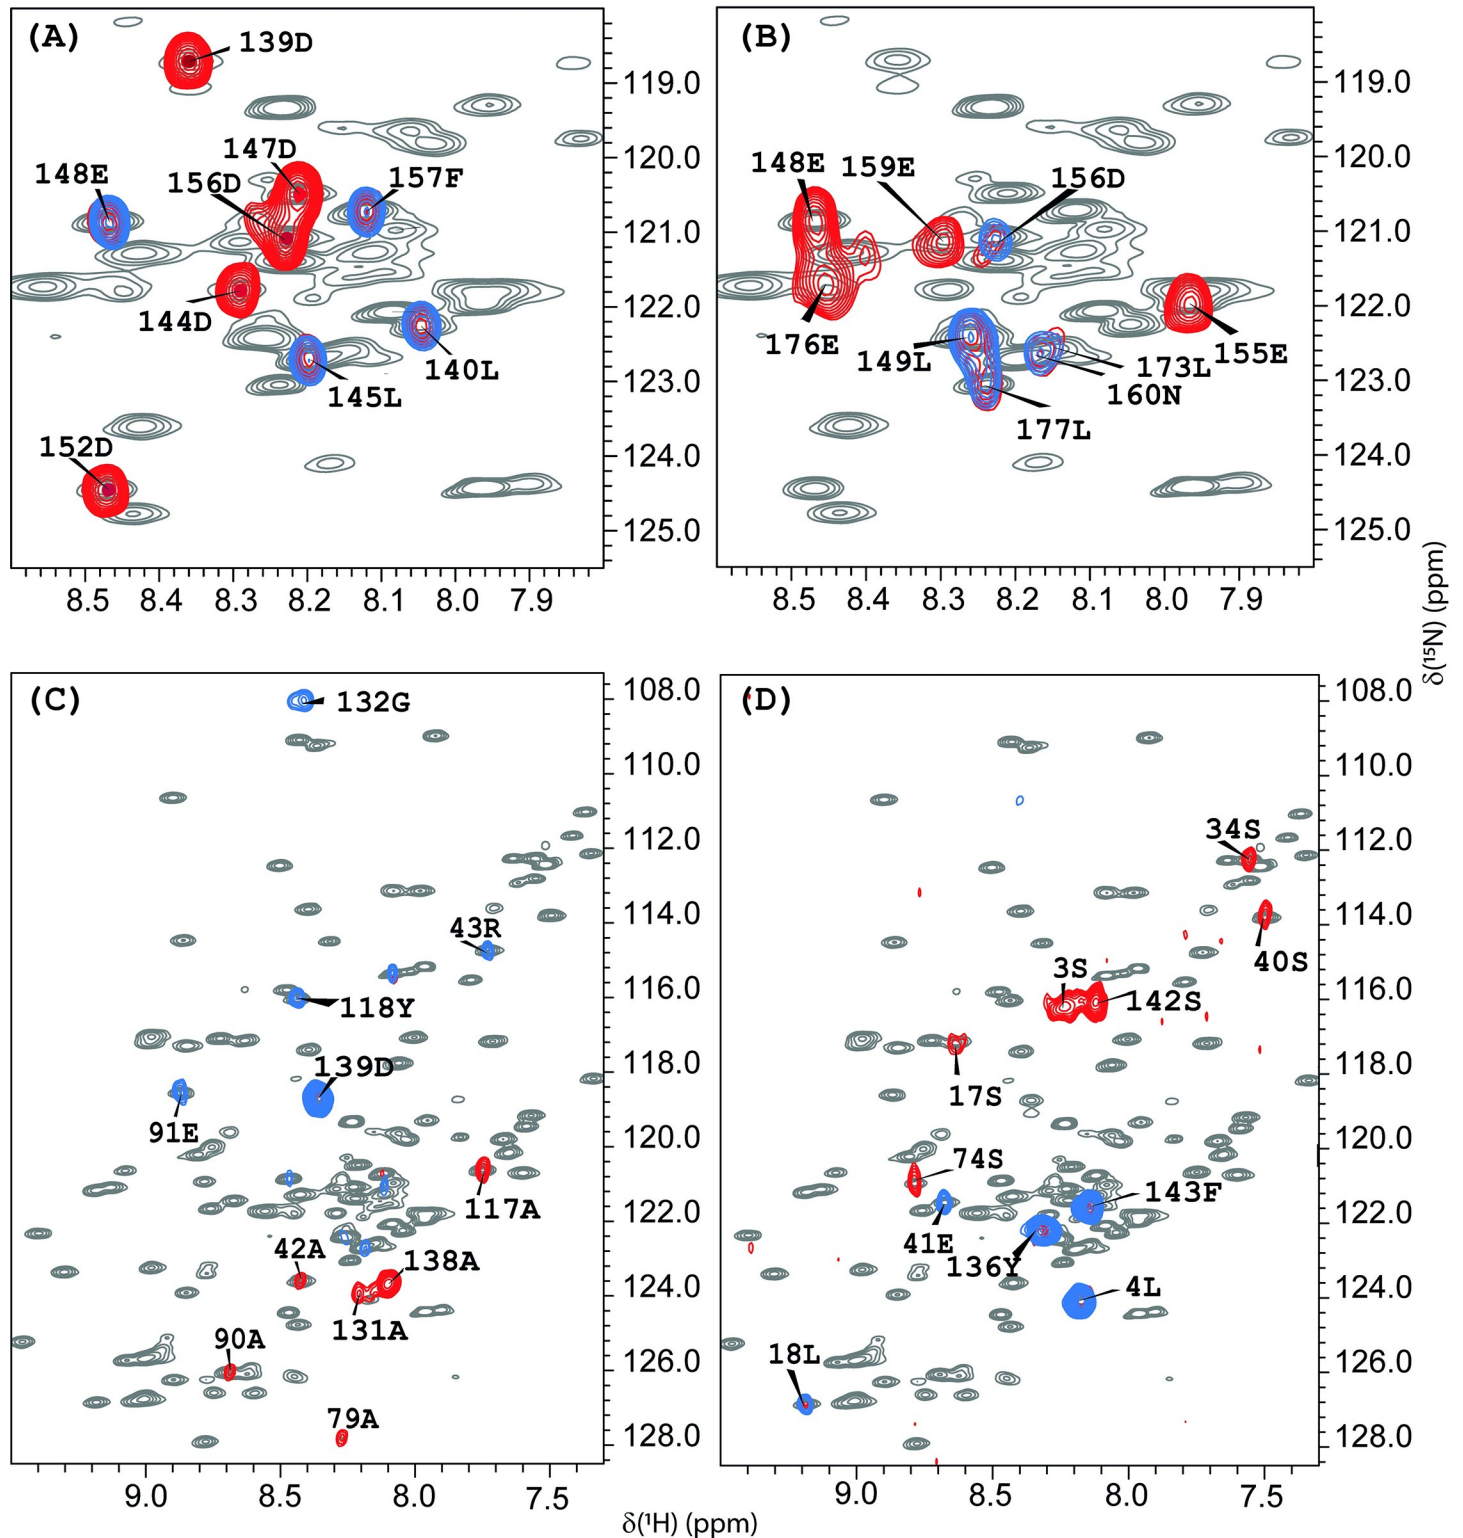 (A)
139D
147D
148E
156D
157F
144D
140L
145L
152D
119.0
120.0
121.0
122.0
123.0
124.0
125.0
8.5 8.4 8.3 8.2 8.1 8.0 7.9
(B)
148E
159E
156D
176E
149L
155E
173L
160N
177L
119.0
120.0
121.0
122.0
123.0
124.0
125.0
8.5 8.4 8.3 8.2 8.1 8.0 7.9
δ(¹⁵N) (ppm)
(C)
132G
43R
118Y
139D
91E
117A
42A
138A
131A
90A
79A
108.0
110.0
112.0
114.0
116.0
118.0
120.0
122.0
124.0
126.0
128.0
9.0 8.5 8.0 7.5
(D)
34S
40S
3S
142S
17S
74S
143F
41E
136Y
4L
18L
108.0
110.0
112.0
114.0
116.0
118.0
120.0
122.0
124.0
126.0
128.0
9.0 8.5 8.0 7.5
δ(¹H) (ppm)